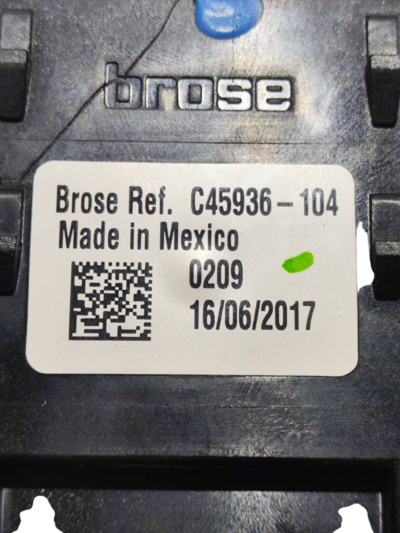 brose
Brose Ref. C45936-104
Made in Mexico
0209
16/06/2017